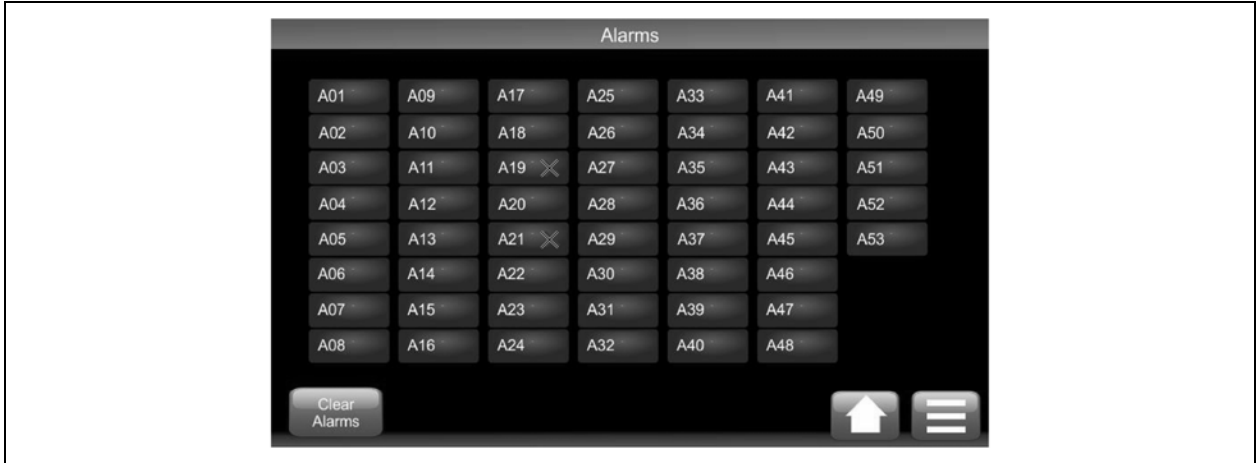 Alarms
A01 A09 A17 A25 A33 A41 A49
A02 A10 A18 A26 A34 A42 A50
A03 A11 A19 A27 A35 A43 A51
A04 A12 A20 A28 A36 A44 A52
A05 A13 A21 A29 A37 A45 A53
A06 A14 A22 A30 A38 A46
A07 A15 A23 A31 A39 A47
A08 A16 A24 A32 A40 A48
Clear
Alarms